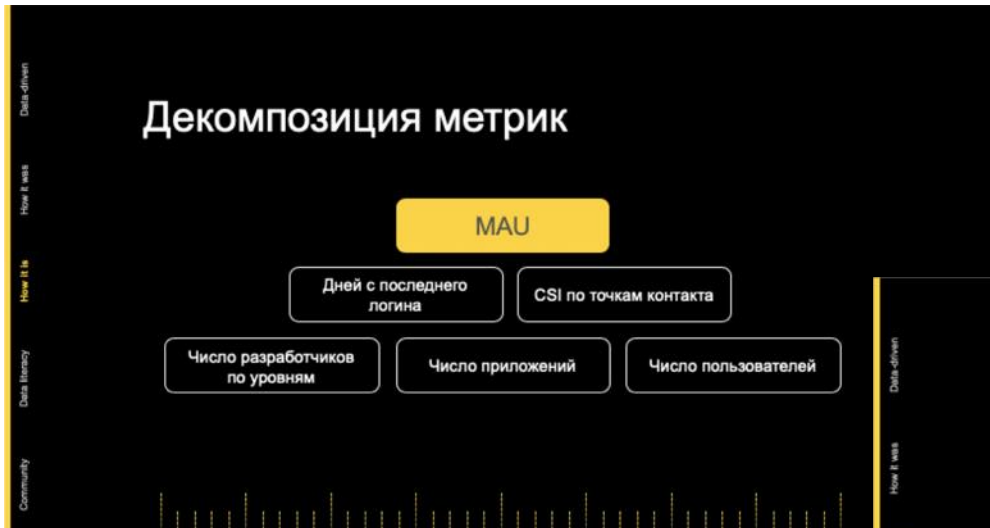 Data-driven
How it was
How it is
Data literacy
Community
Декомпозиция метрик
MAU
Дней с последнего
логина
CSI по точкам контакта
Число разработчиков
по уровням
Число приложений
Число пользователей
Data-driven
How it was